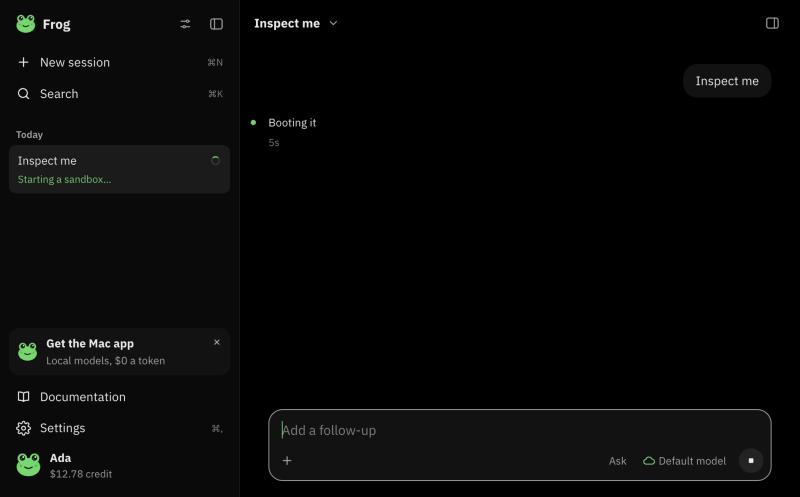 Frog
New session ⌘N
Search ⌘K
Today
Inspect me
Starting a sandbox...
Get the Mac app
Local models, $0 a token
Documentation
Settings ⌘,
Ada
$12.78 credit
Inspect me
Inspect me
Booting it
5s
Add a follow-up
Ask
Default model